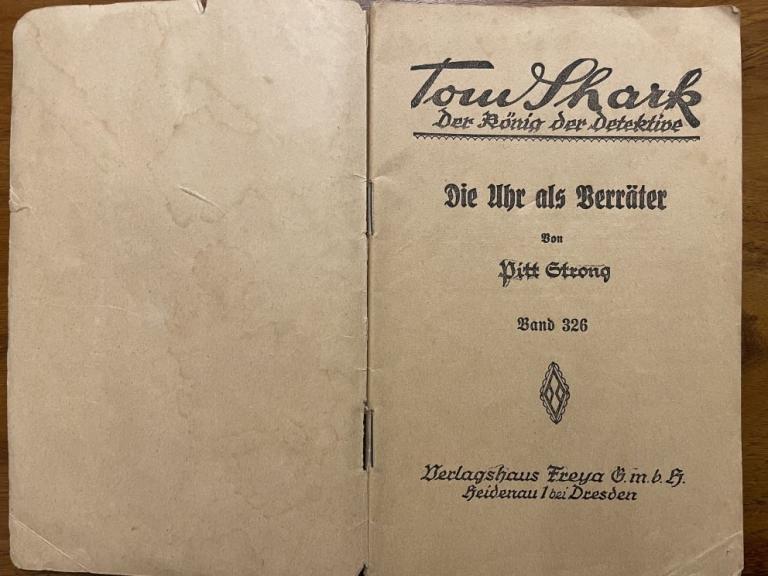 Tom Shark
Der König der Detektive
Die Uhr als Verräter
Von
Pitt Strong
Band 326
Verlagshaus Freya G.m.b.H.
Heidenau 1 bei Dresden